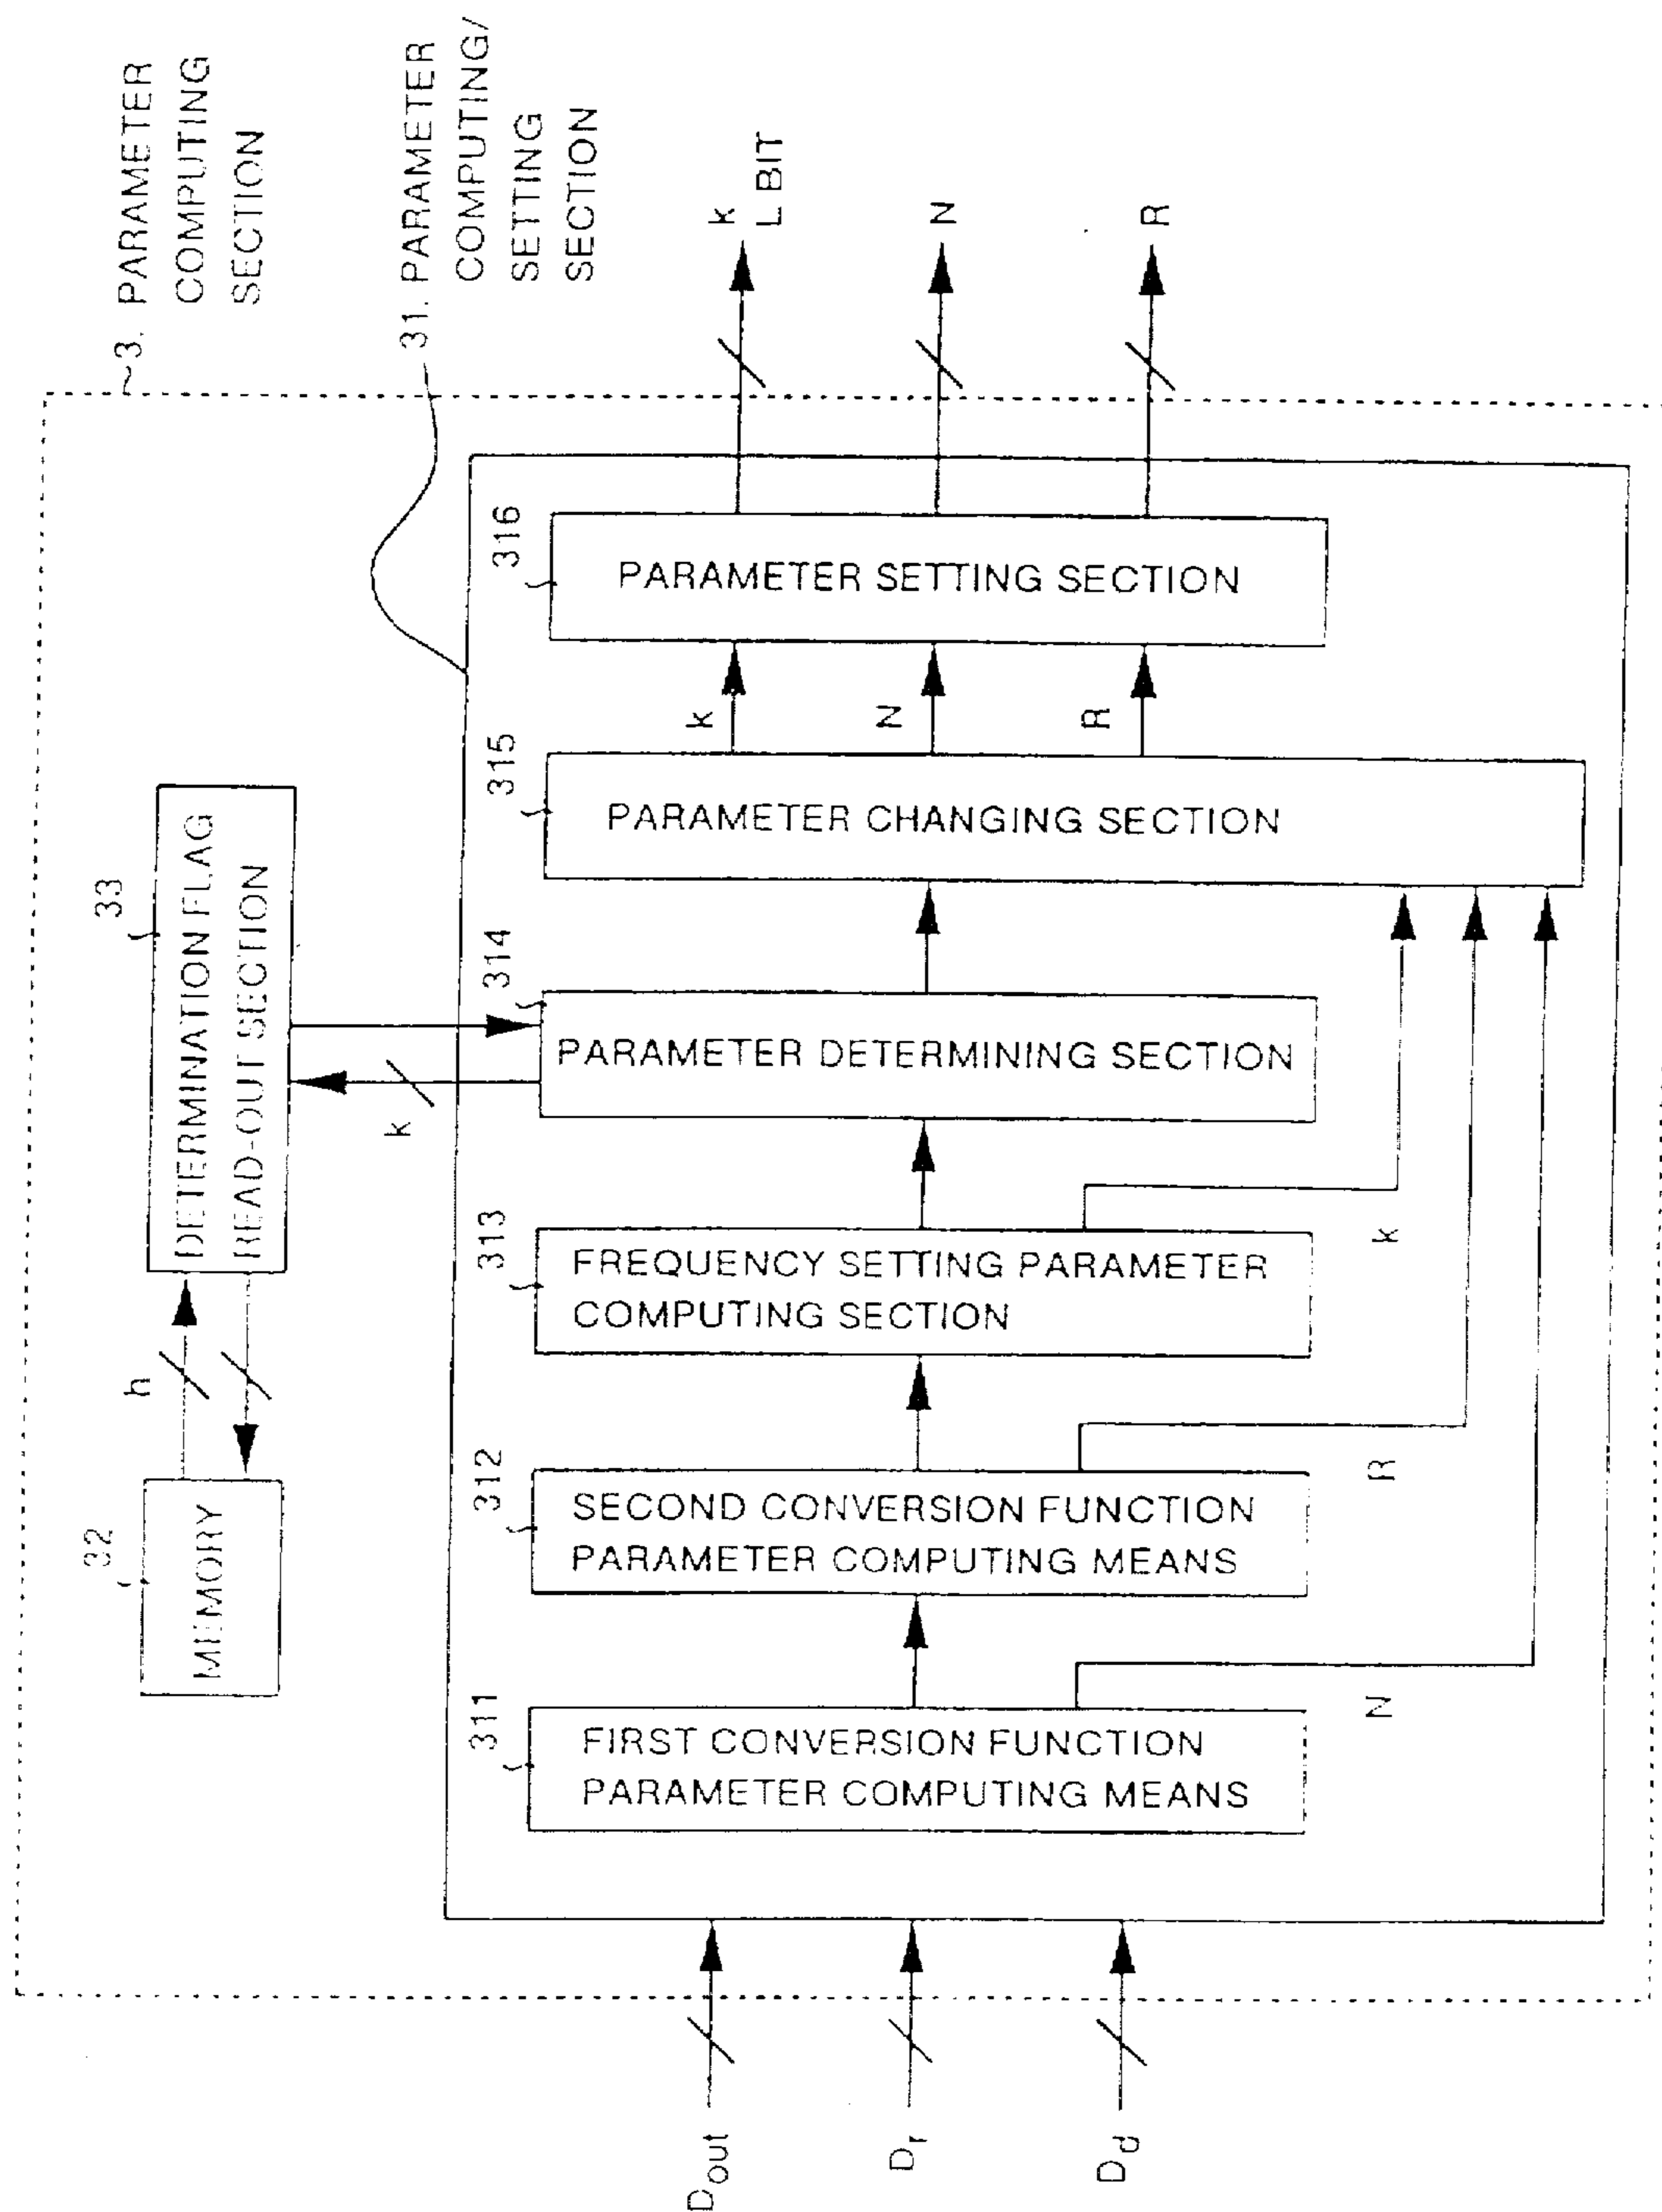 3. PARAMETER
COMPUTING
SECTION
31. PARAMETER
COMPUTING/
SETTING
SECTION
32
MEMORY
h
33
DETERMINATION FLAG
READ-OUT SECTION
k
Dout
Dr
Dd
311
FIRST CONVERSION FUNCTION
PARAMETER COMPUTING MEANS
N
312
SECOND CONVERSION FUNCTION
PARAMETER COMPUTING MEANS
R
313
FREQUENCY SETTING PARAMETER
COMPUTING SECTION
k
314
PARAMETER DETERMINING SECTION
315
PARAMETER CHANGING SECTION
k
N
R
316
PARAMETER SETTING SECTION
k
L BIT
N
R